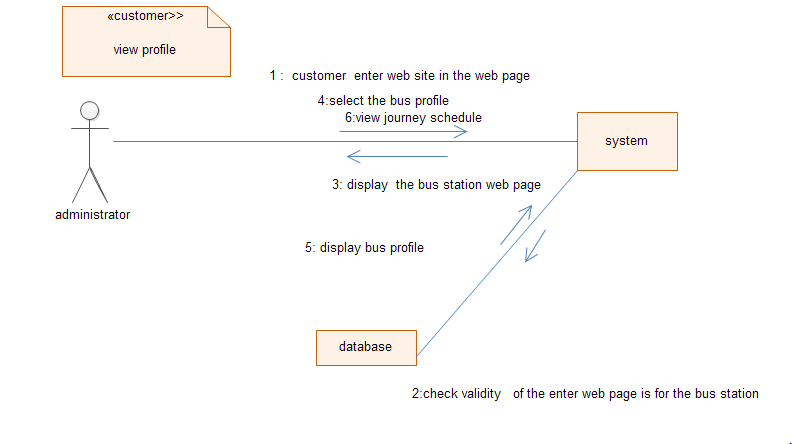 «customer>>
view profile
1 : customer enter web site in the web page
4:select the bus profile
6:view journey schedule
system
3: display the bus station web page
administrator
5: display bus profile
database
2:check validity of the enter web page is for the bus station